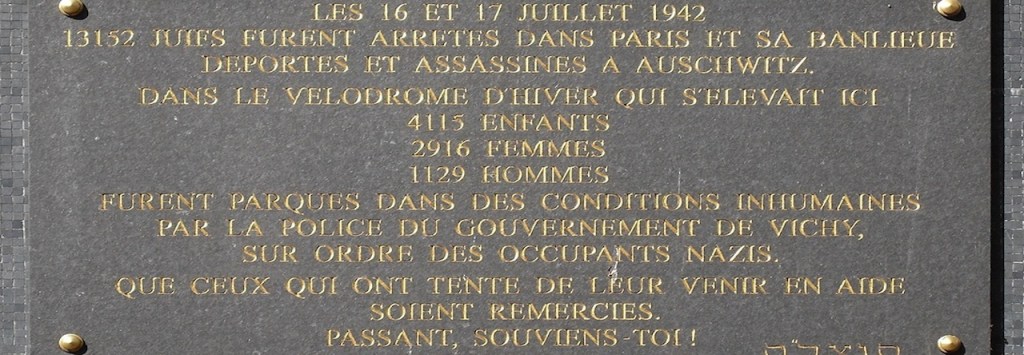 LES 16 ET 17 JUILLET 1942
13152 JUIFS FURENT ARRETES DANS PARIS ET SA BANLIEUE
DEPORTES ET ASSASSINES A AUSCHWITZ.
DANS LE VELODROME D'HIVER QUI S'ELEVAIT ICI
4115 ENFANTS
2916 FEMMES
1129 HOMMES
FURENT PARQUES DANS DES CONDITIONS INHUMAINES
PAR LA POLICE DU GOUVERNEMENT DE VICHY,
SUR ORDRE DES OCCUPANTS NAZIS.
QUE CEUX QUI ONT TENTE DE LEUR VENIR EN AIDE
SOIENT REMERCIES.
PASSANT, SOUVIENS-TOI !